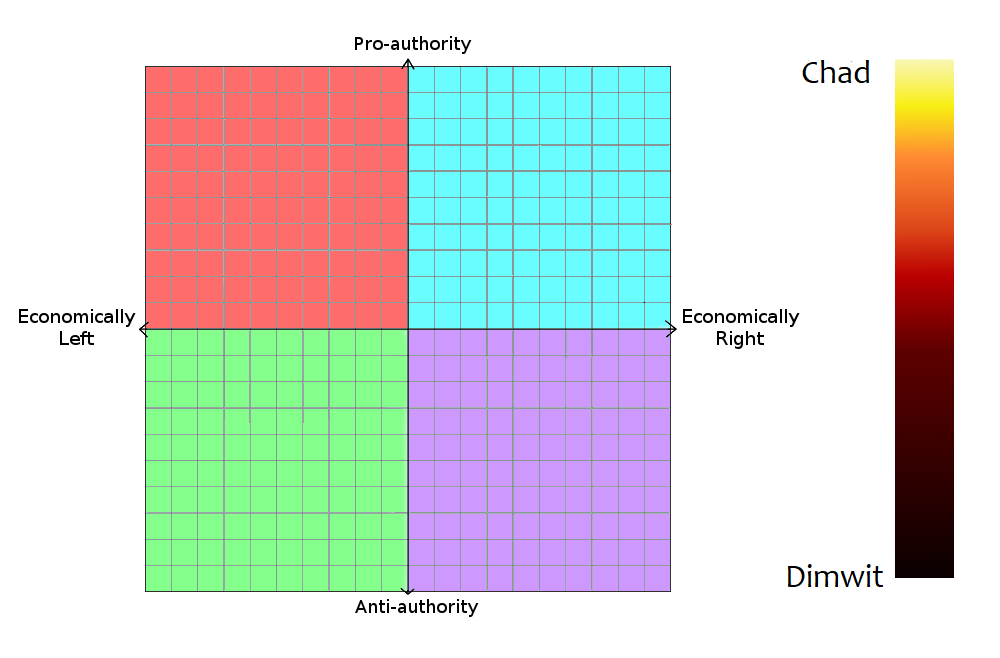 Pro-authority
Chad
Economically
Left
Economically
Right
Dimwit
Anti-authority